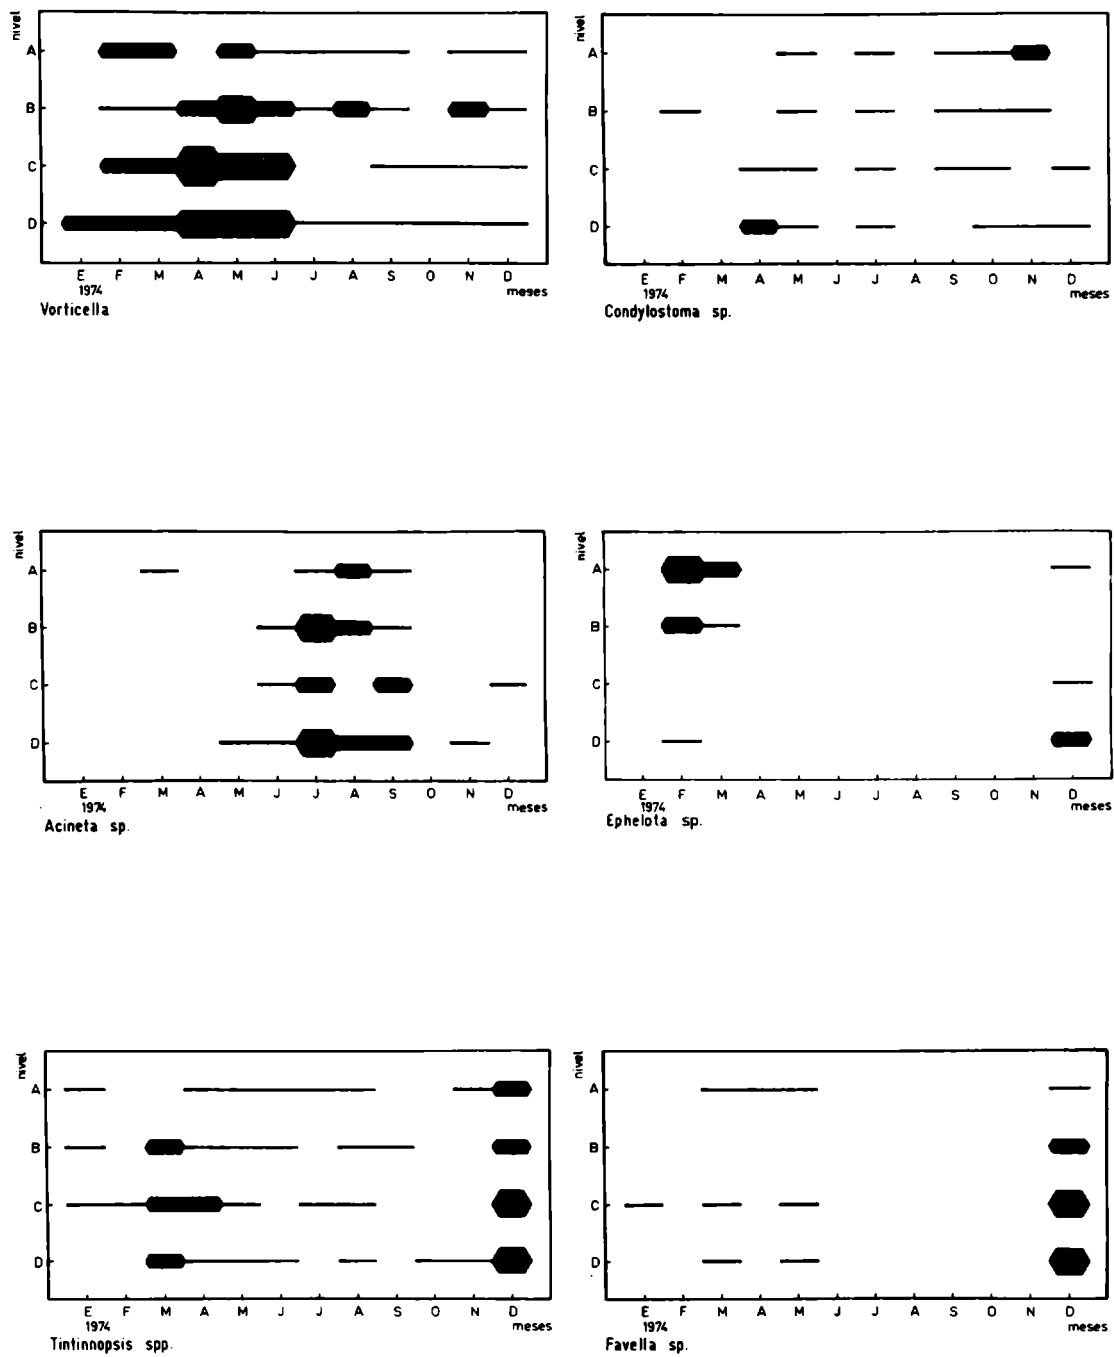 nivel
A
B
C
D
E F M A M J J A S O N D
1974 meses
Vorticella
nivel
A
B
C
D
E F M A M J J A S O N D
1974 meses
Condylostoma sp.
nivel
A
B
C
D
E F M A M J J A S O N D
1974 meses
Acineta sp.
nivel
A
B
C
D
E F M A M J J A S O N D
1974 meses
Ephelota sp.
nivel
A
B
C
D
E F M A M J J A S O N D
1974 meses
Tintinnopsis spp.
nivel
A
B
C
D
E F M A M J J A S O N D
1974 meses
Favella sp.